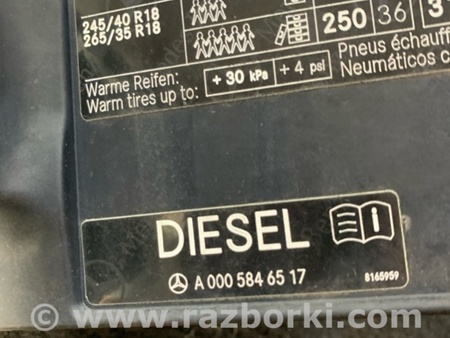 245/40 R18
265/35 R18
250 36 3
Warme Reifen:
Warm tires up to:
+ 30 kPa + 4 psi
Pneus échauff
Neumáticos c
DIESEL
A 000 584 65 17
8165959
© www.razborki.com